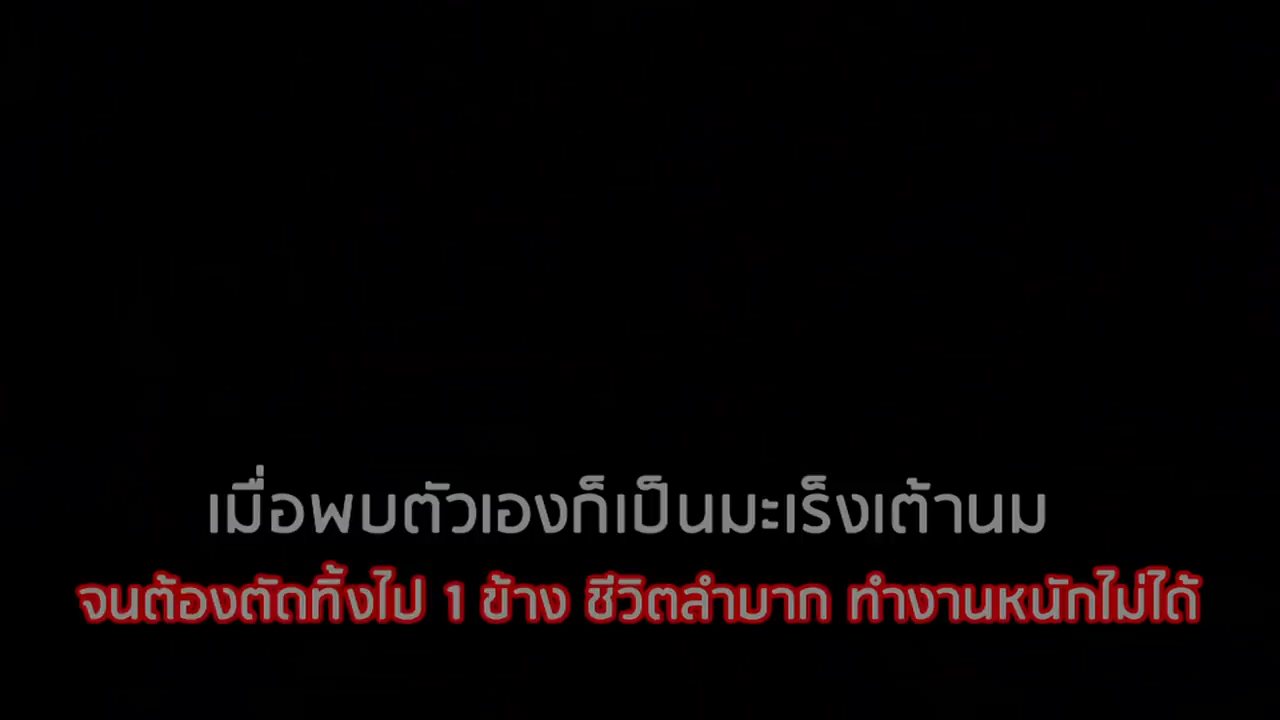 เมื่อพบตัวเองก็เป็นมะเร็งเต้านม
จนต้องตัดทิ้งไป 1 ข้าง ชีวิตลำบาก ทำงานหนักไม่ได้